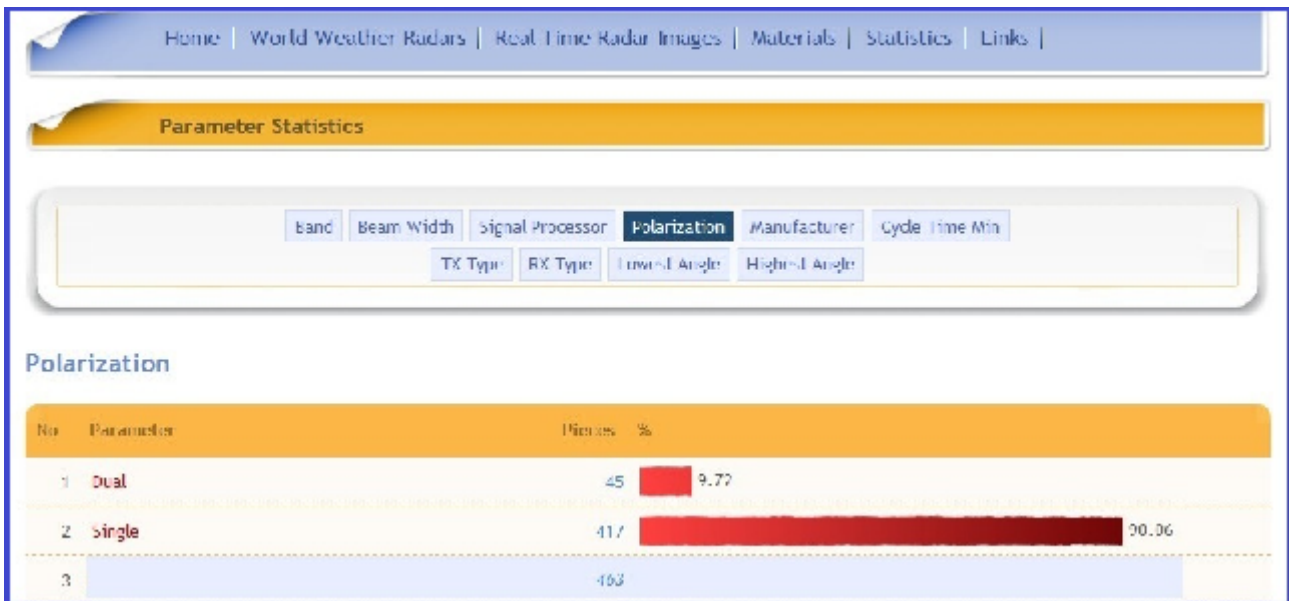 Home | World Weather Radars | Real Time Radar Images | Materials | Statistics | Links |
Parameter Statistics
Band Beam Width Signal Processor Polarization Manufacturer Cycle Time Min
TX Type RX Type Lowest Angle Highest Angle
Polarization
No Parameter Pieces %
1 Dual 45 9.72
2 Single 417 90.06
3 463